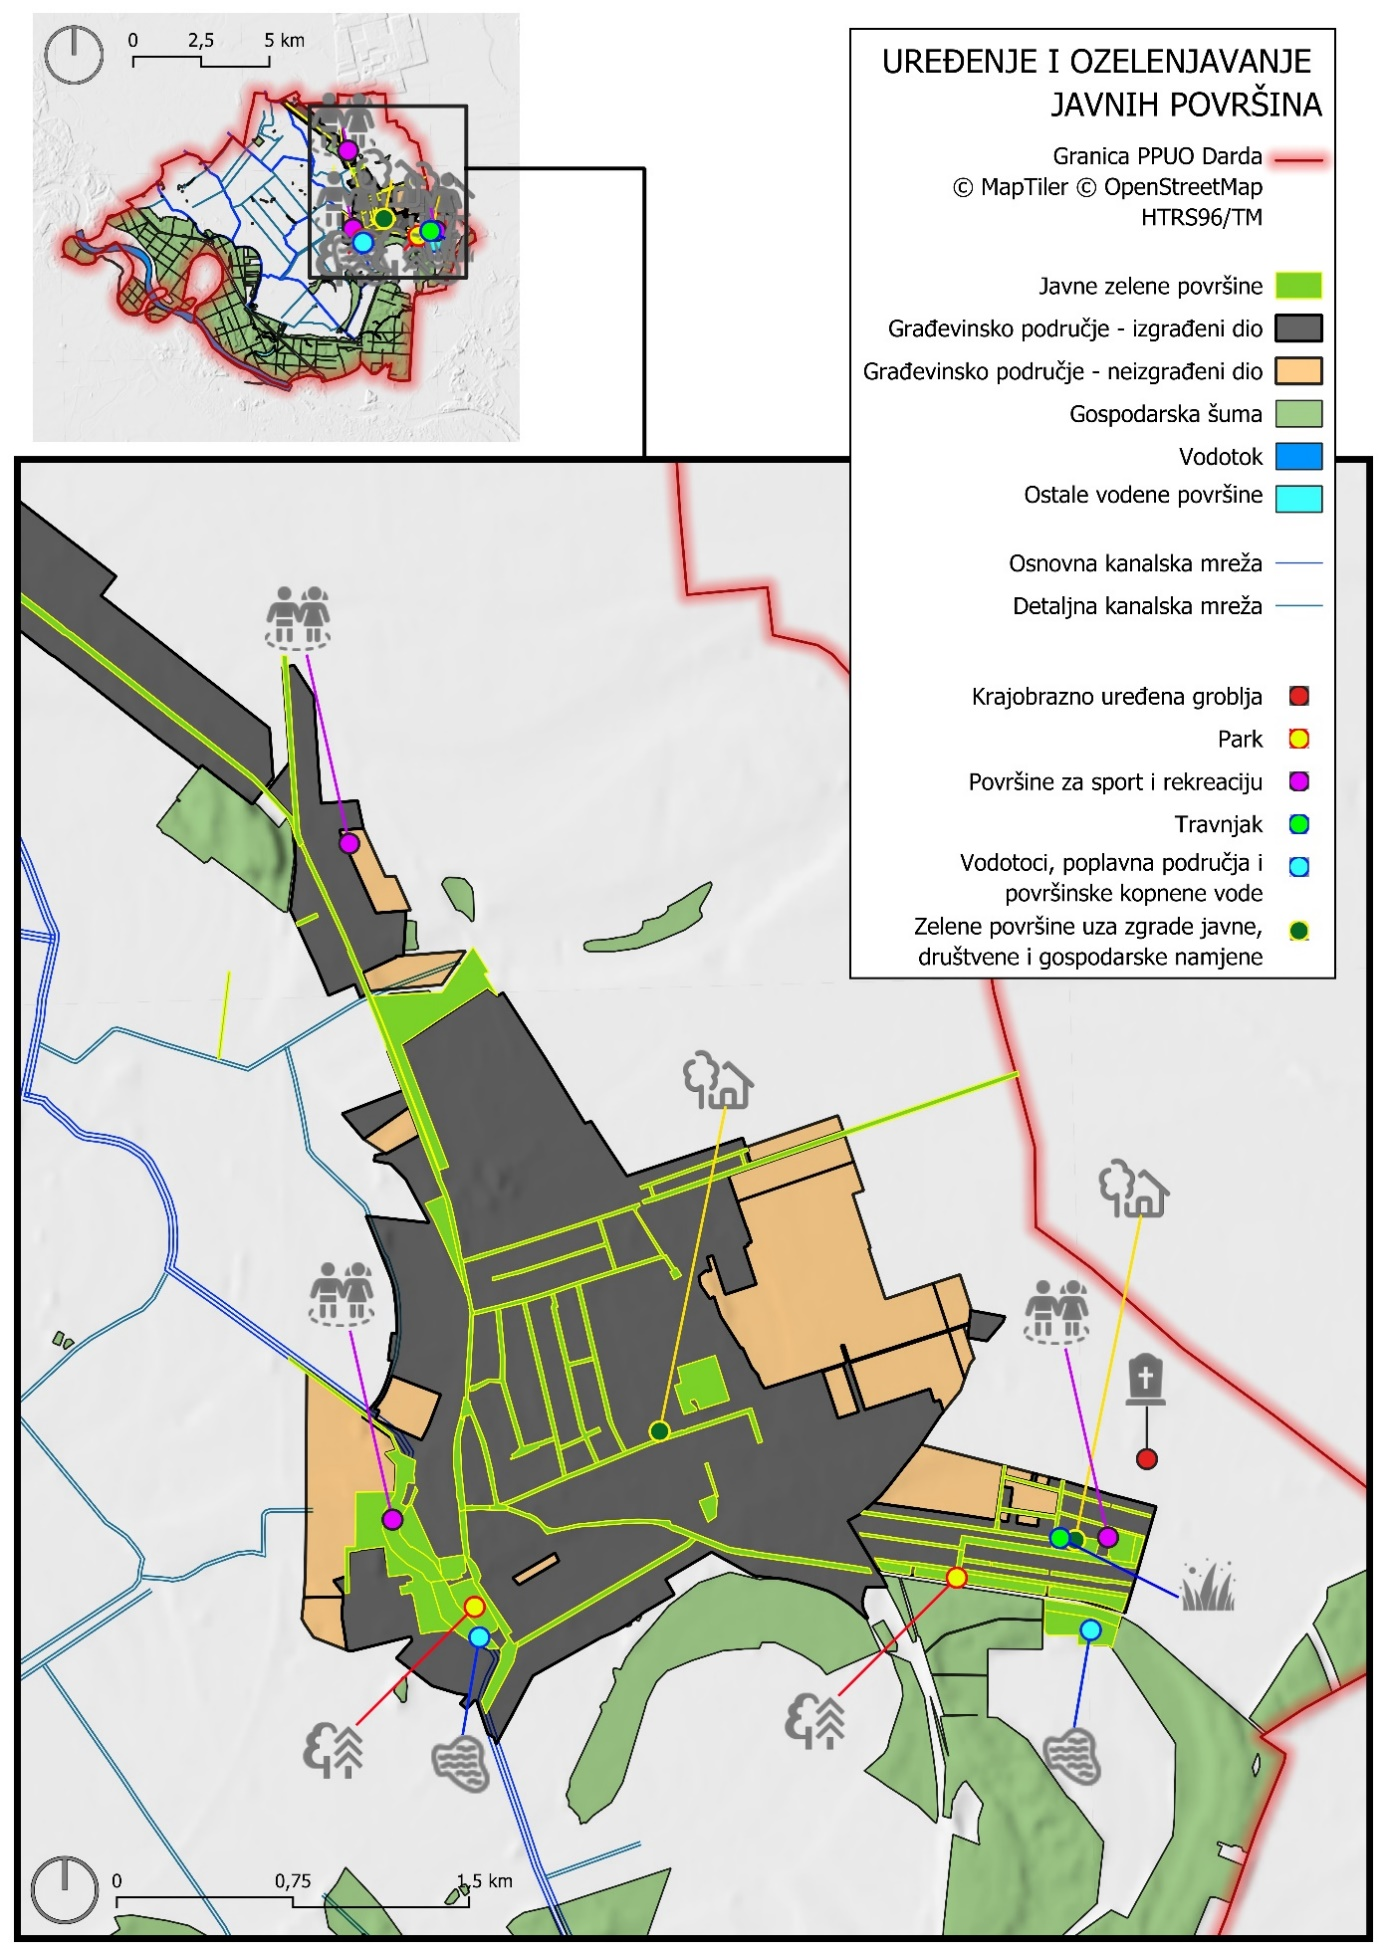 0 2,5 5 km
UREĐENJE I OZELENJAVANJE
JAVNIH POVRŠINA
Granica PPUO Darda
© MapTiler © OpenStreetMap
HTRS96/TM
Javne zelene površine
Građevinsko područje - izgrađeni dio
Građevinsko područje - neizgrađeni dio
Gospodarska šuma
Vodotok
Ostale vodene površine
Osnovna kanalska mreža
Detaljna kanalska mreža
Krajobrazno uređena groblja
Park
Površine za sport i rekreaciju
Travnjak
Vodotoci, poplavna područja i
površinske kopnene vode
Zelene površine uza zgrade javne,
društvene i gospodarske namjene
0 0,75 1,5 km